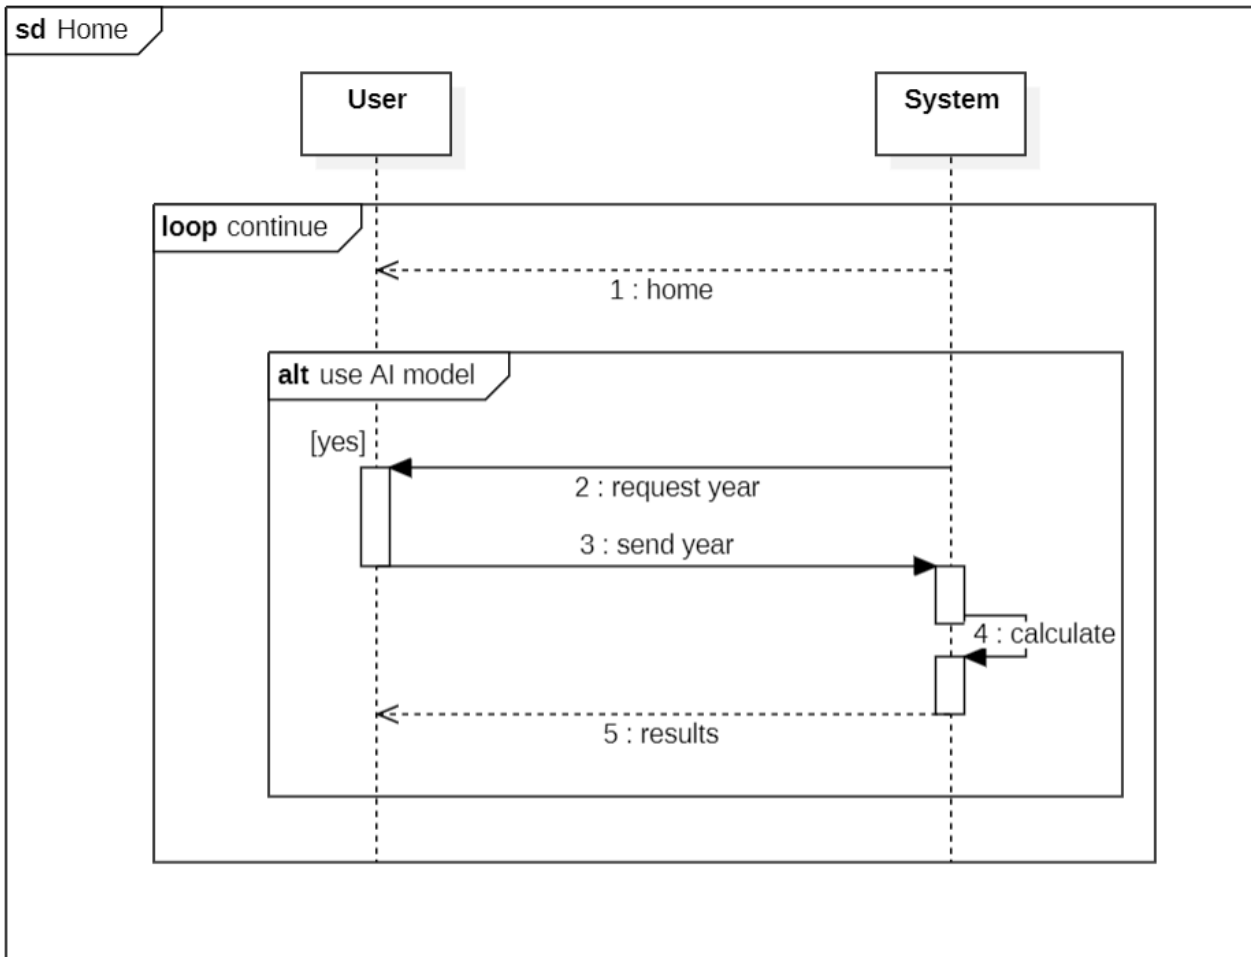 sd Home
User
System
loop continue
1 : home
alt use AI model
[yes]
2 : request year
3 : send year
4 : calculate
5 : results